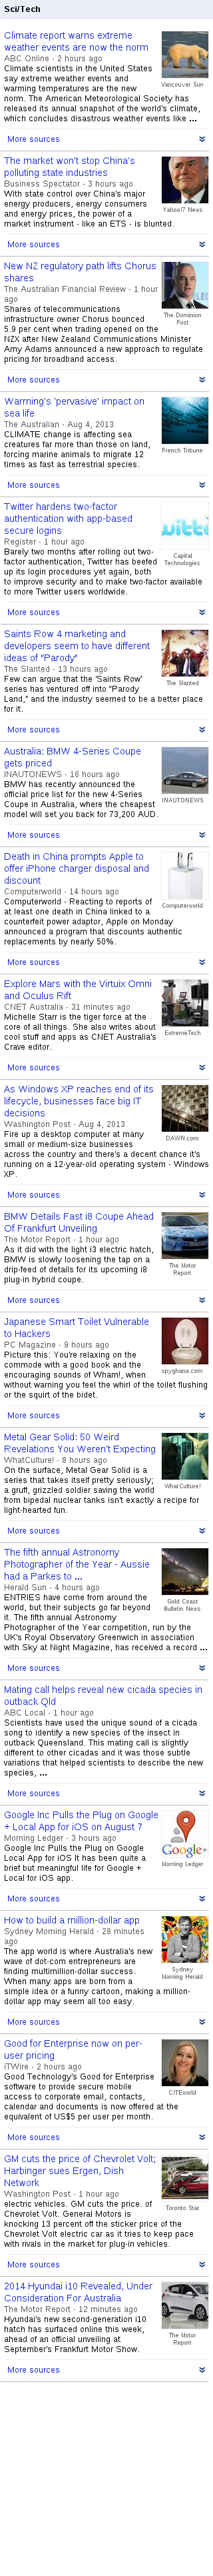 Sci/Tech
Climate report warns extreme
weather events are now the norm
ABC Online - 2 hours ago
Vancouver Sun
Climate scientists in the United States
say extreme weather events and
warming temperatures are the new
norm. The American Meteorological Society has
released its annual snapshot of the world's climate,
which concludes disastrous weather events like ...
More sources
The market won't stop China's
polluting state industries
Business Spectator - 3 hours ago
Yahoo!7 News
With state control over China's major
energy producers, energy consumers
and energy prices, the power of a
market instrument - like an ETS - is blunted.
More sources
New NZ regulatory path lifts Chorus
shares
The Australian Financial Review - 1 hour
ago
The Dominion
Post
Shares of telecommunications
infrastructure owner Chorus bounced
5.9 per cent when trading opened on the
NZX after New Zealand Communications Minister
Amy Adams announced a new approach to regulate
pricing for broadband access.
More sources
Warming's 'pervasive' impact on
sea life
The Australian - Aug 4, 2013
French Tribune
CLIMATE change is affecting sea
creatures far more than those on land,
forcing marine animals to migrate 12
times as fast as terrestrial species.
More sources
Twitter hardens two-factor
authentication with app-based
secure logins
Register - 1 hour ago
Capital
Technologies
Barely two months after rolling out two-
factor authentication, Twitter has beefed
up its login procedures yet again, both
to improve security and to make two-factor available
to more Twitter users worldwide.
More sources
Saints Row 4 marketing and
developers seem to have different
ideas of "Parody"
The Slanted - 13 hours ago
The Slanted
Few can argue that the 'Saints Row'
series has ventured off into "Parody
Land," and the industry seemed to be a better place
for it.
More sources
Australia: BMW 4-Series Coupe
gets priced
INAUTONEWS - 16 hours ago
INAUTONEWS
BMW has recently announced the
official price list for the new 4-Series
Coupe in Australia, where the cheapest
model will set you back for 73,200 AUD.
More sources
Death in China prompts Apple to
offer iPhone charger disposal and
discount
Computerworld - 14 hours ago
Computerworld
Computerworld - Reacting to reports of
at least one death in China linked to a
counterfeit power adaptor, Apple on Monday
announced a program that discounts authentic
replacements by nearly 50%.
More sources
Explore Mars with the Virtuix Omni
and Oculus Rift
CNET Australia - 31 minutes ago
ExtremeTech
Michelle Starr is the tiger force at the
core of all things. She also writes about
cool stuff and apps as CNET Australia's
Crave editor.
More sources
As Windows XP reaches end of its
lifecycle, businesses face big IT
decisions
Washington Post - Aug 4, 2013
DAWN.com
Fire up a desktop computer at many
small or medium-size businesses
across the country and there's a decent chance it's
running on a 12-year-old operating system - Windows
XP.
More sources
BMW Details Fast i8 Coupe Ahead
Of Frankfurt Unveiling
The Motor Report - 1 hour ago
The Motor
Report
As it did with the light i3 electric hatch,
BMW is slowly loosening the tap on a
drip-feed of details for its upcoming i8
plug-in hybrid coupe.
More sources
Japanese Smart Toilet Vulnerable
to Hackers
PC Magazine - 9 hours ago
spyghana.com
Picture this: You're relaxing on the
throne with a good book and the
encouraging sounds of Wham!, when
without warning you feel the whirl of the toilet flushing
or the squirt of the bidet.
More sources
Metal Gear Solid: 50 Weird
Revelations You Weren't Expecting
WhatCulture! - 8 hours ago
WhatCulture!
On the surface, Metal Gear Solid is a
series that takes itself pretty seriously;
a gruff, grizzled soldier saving the world
from bipedal nuclear tanks isn't exactly a recipe for
light-hearted fun.
More sources
The fifth annual Astronomy
Photographer of the Year - Aussie
had a Parkes to ...
Herald Sun - 4 hours ago
Gold Coast
Bulletin News
ENTRIES have come from around the
world, but their subjects go far beyond
it. The fifth annual Astronomy
Photographer of the Year competition, run by the
UK's Royal Observatory Greenwich in association
with Sky at Night Magazine, has received a record ...
More sources
Mating call helps reveal new cicada species in
outback Qld
ABC Local - 1 hour ago
Scientists have used the unique sound of a cicada
song to identify a new species of the insect in
outback Queensland. This mating call is slightly
different to other cicadas and it was those subtle
variations that helped scientists to describe the new
species, ...
More sources
Google Inc Pulls the Plug on Google
+ Local App for iOS on August 7
Morning Ledger - 3 hours ago
Morning Ledger
Google Inc Pulls the Plug on Google
Local App for iOS It has been quite a
brief but meaningful life for Google +
Local for iOS app.
More sources
How to build a million-dollar app
Sydney Morning Herald - 28 minutes
ago
Sydney
Morning Herald
The app world is where Australia's new
wave of dot-com entrepreneurs are
finding multimillion-dollar success.
When many apps are born from a
simple idea or a funny cartoon, making a million-
dollar app may seem all too easy.
More sources
Good for Enterprise now on per-
user pricing
iTWire - 2 hours ago
CITEworld
Good Technology's Good for Enterprise
software to provide secure mobile
access to corporate email, contacts,
calendar and documents is now offered at the
equivalent of US$5 per user per month.
More sources
GM cuts the price of Chevrolet Volt;
Harbinger sues Ergen, Dish
Network
Washington Post - 1 hour ago
Toronto Star
electric vehicles. GM cuts the price. of
Chevrolet Volt. General Motors is
knocking 13 percent off the sticker price of the
Chevrolet Volt electric car as it tries to keep pace
with rivals in the market for plug-in vehicles.
More sources
2014 Hyundai i10 Revealed, Under
Consideration For Australia
The Motor Report - 12 minutes ago
The Motor
Report
Hyundai's new second-generation i10
hatch has surfaced online this week,
ahead of an official unveiling at
September's Frankfurt Motor Show.
More sources